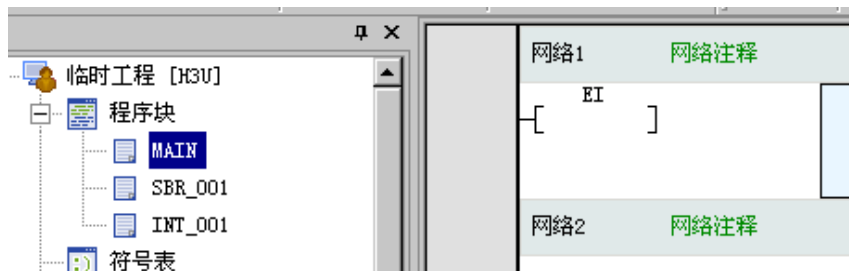 临时工程 [H3U]
程序块
MAIN
SBR_001
INT_001
符号表
网络1 网络注释
EI
网络2 网络注释